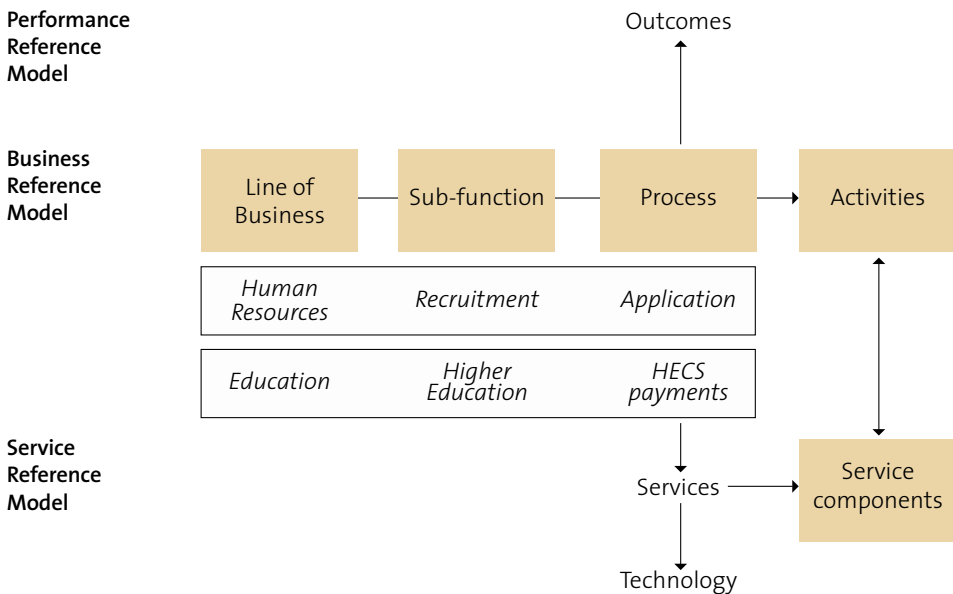 Performance
Reference
Model
Outcomes
Business
Reference
Model
Line of
Business
Sub-function
Process
Activities
Human
Resources
Recruitment
Application
Education
Higher
Education
HECS
payments
Service
Reference
Model
Services
Service
components
Technology